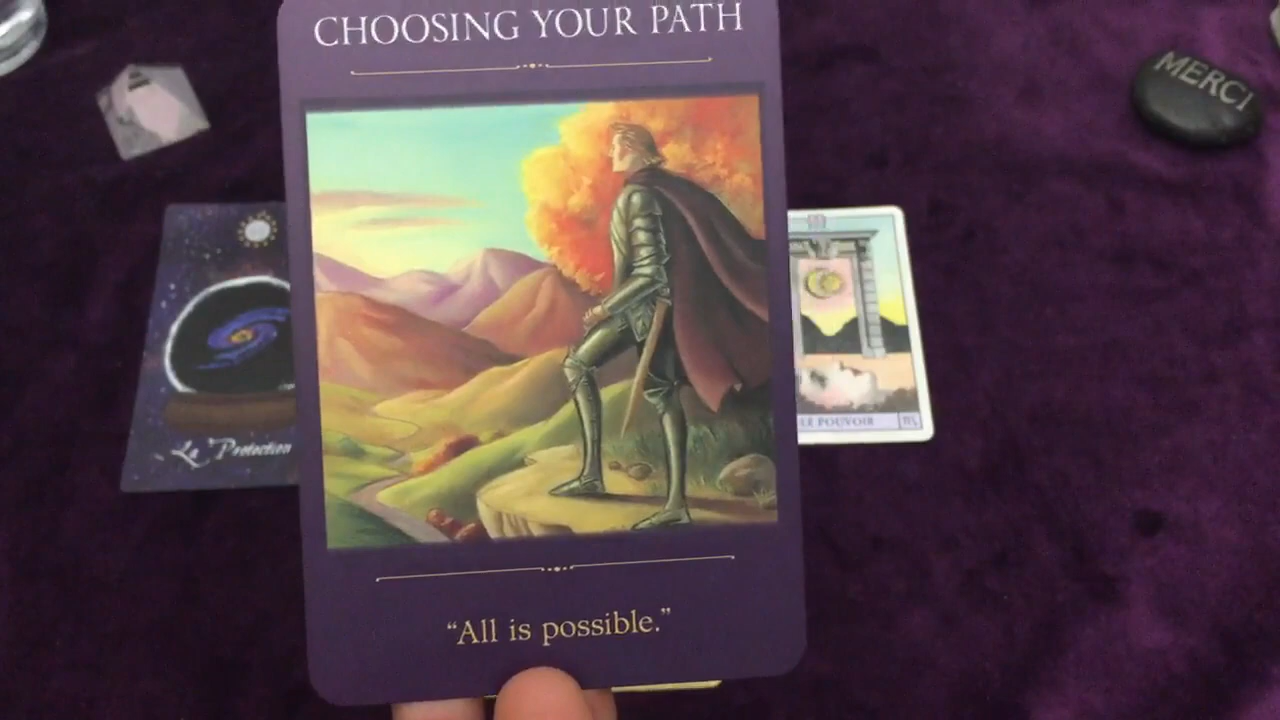 CHOOSING YOUR PATH
MERCI
La Protection
LE POUVOIR
"All is possible."